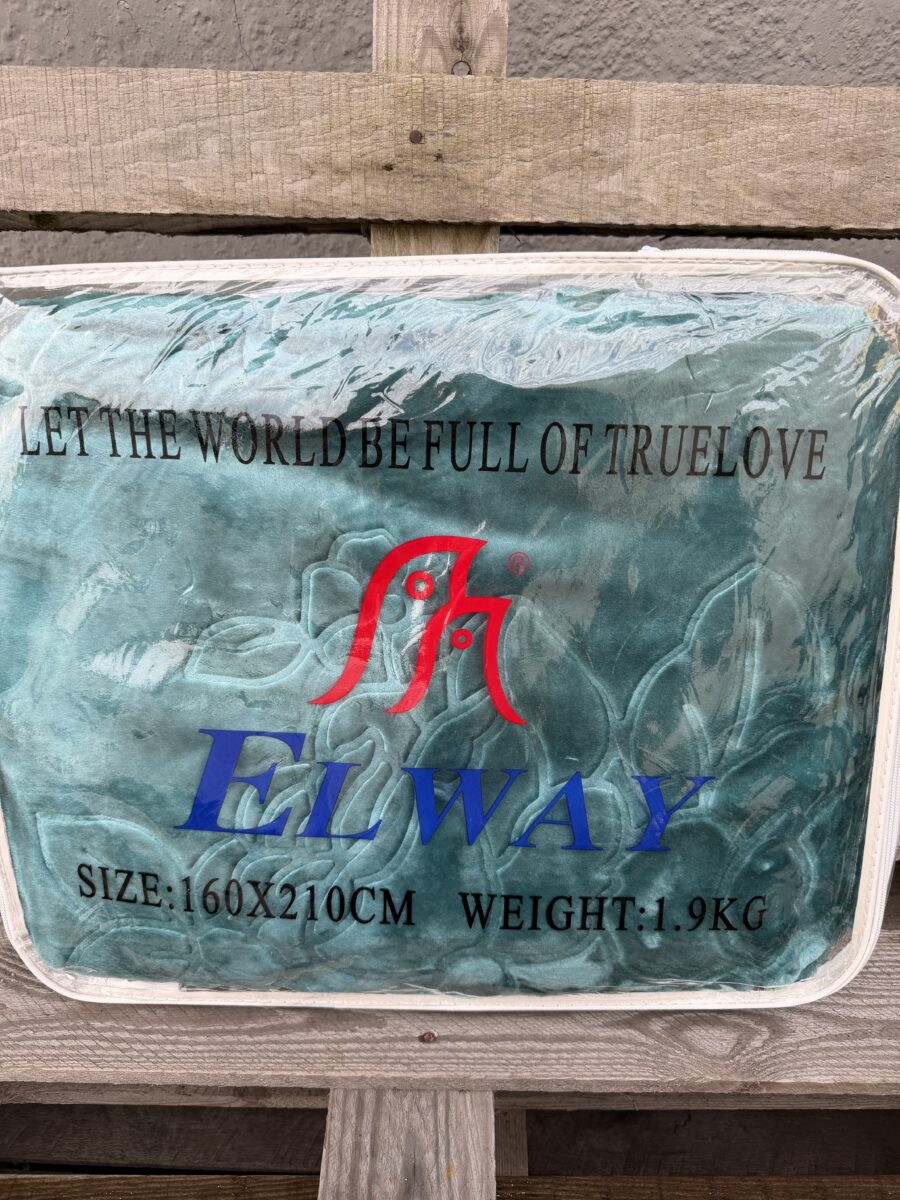 LET THE WORLD BE FULL OF TRUELOVE
®
ELWAY
SIZE:160X210CM WEIGHT:1.9KG